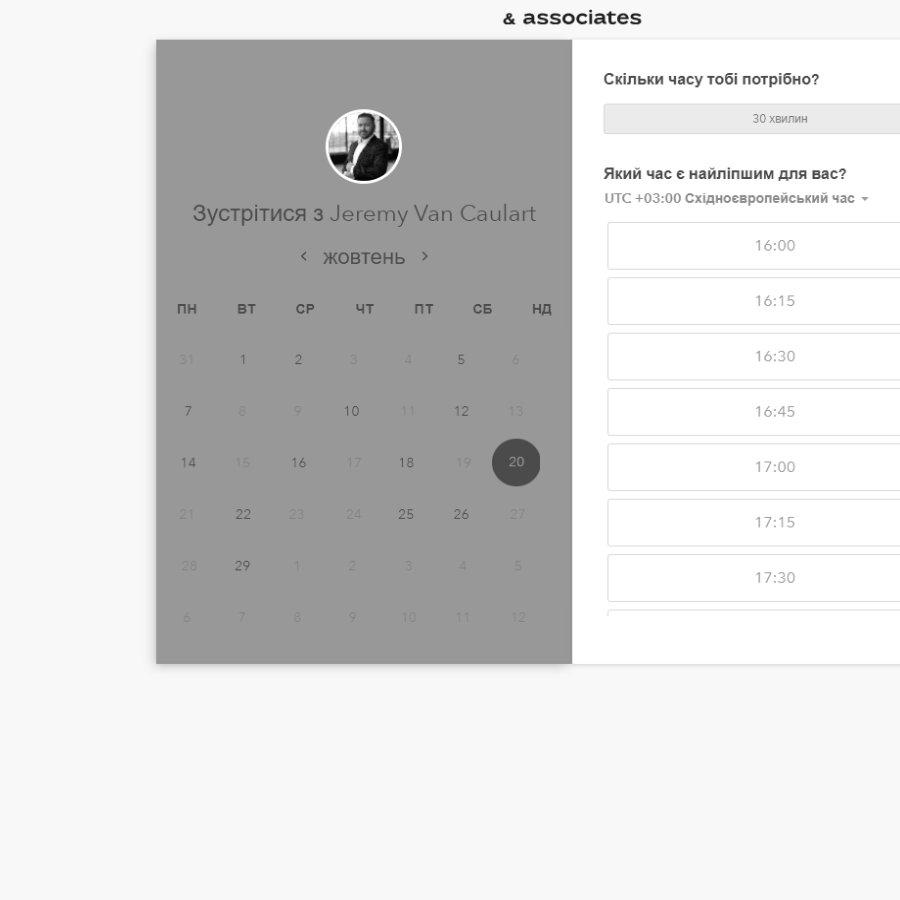 & associates
Зустрітися з Jeremy Van Caulart
жовтень
ПН ВТ СР ЧТ ПТ СБ НД
31 1 2 3 4 5 6
7 8 9 10 11 12 13
14 15 16 17 18 19 20
21 22 23 24 25 26 27
28 29 1 2 3 4 5
6 7 8 9 10 11 12
Скільки часу тобі потрібно?
30 хвилин
Який час є найліпшим для вас?
UTC +03:00 Східноєвропейський час
16:00
16:15
16:30
16:45
17:00
17:15
17:30